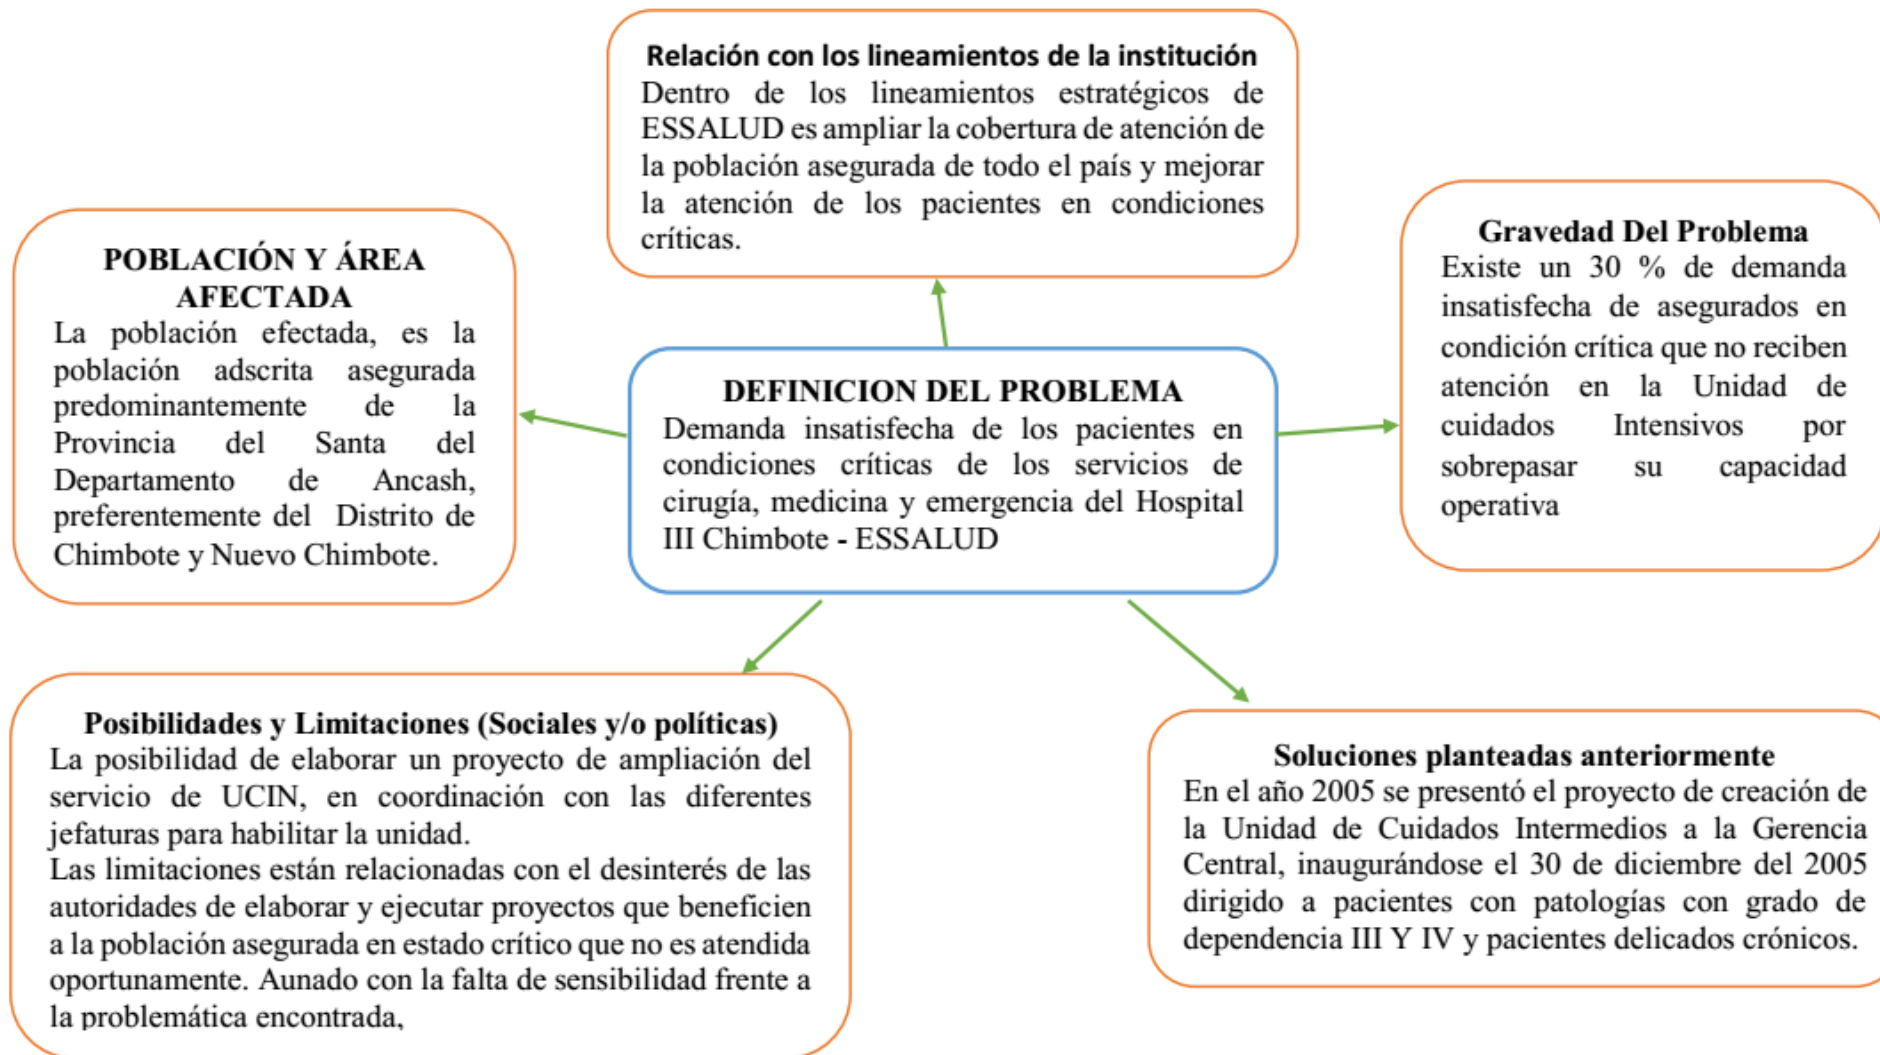 Relación con los lineamientos de la institución
Dentro de los lineamientos estratégicos de
ESSALUD es ampliar la cobertura de atención de
la población asegurada de todo el país y mejorar
la atención de los pacientes en condiciones
críticas.
POBLACIÓN Y ÁREA
AFECTADA
La población efectada, es la
población adscrita asegurada
predominantemente de la
Provincia del Santa del
Departamento de Ancash,
preferentemente del Distrito de
Chimbote y Nuevo Chimbote.
DEFINICION DEL PROBLEMA
Demanda insatisfecha de los pacientes en
condiciones críticas de los servicios de
cirugía, medicina y emergencia del Hospital
III Chimbote - ESSALUD
Gravedad Del Problema
Existe un 30 % de demanda
insatisfecha de asegurados en
condición crítica que no reciben
atención en la Unidad de
cuidados Intensivos por
sobrepasar su capacidad
operativa
Posibilidades y Limitaciones (Sociales y/o políticas)
La posibilidad de elaborar un proyecto de ampliación del
servicio de UCIN, en coordinación con las diferentes
jefaturas para habilitar la unidad.
Las limitaciones están relacionadas con el desinterés de las
autoridades de elaborar y ejecutar proyectos que beneficien
a la población asegurada en estado crítico que no es atendida
oportunamente. Aunado con la falta de sensibilidad frente a
la problemática encontrada,
Soluciones planteadas anteriormente
En el año 2005 se presentó el proyecto de creación de
la Unidad de Cuidados Intermedios a la Gerencia
Central, inaugurándose el 30 de diciembre del 2005
dirigido a pacientes con patologías con grado de
dependencia III Y IV y pacientes delicados crónicos.